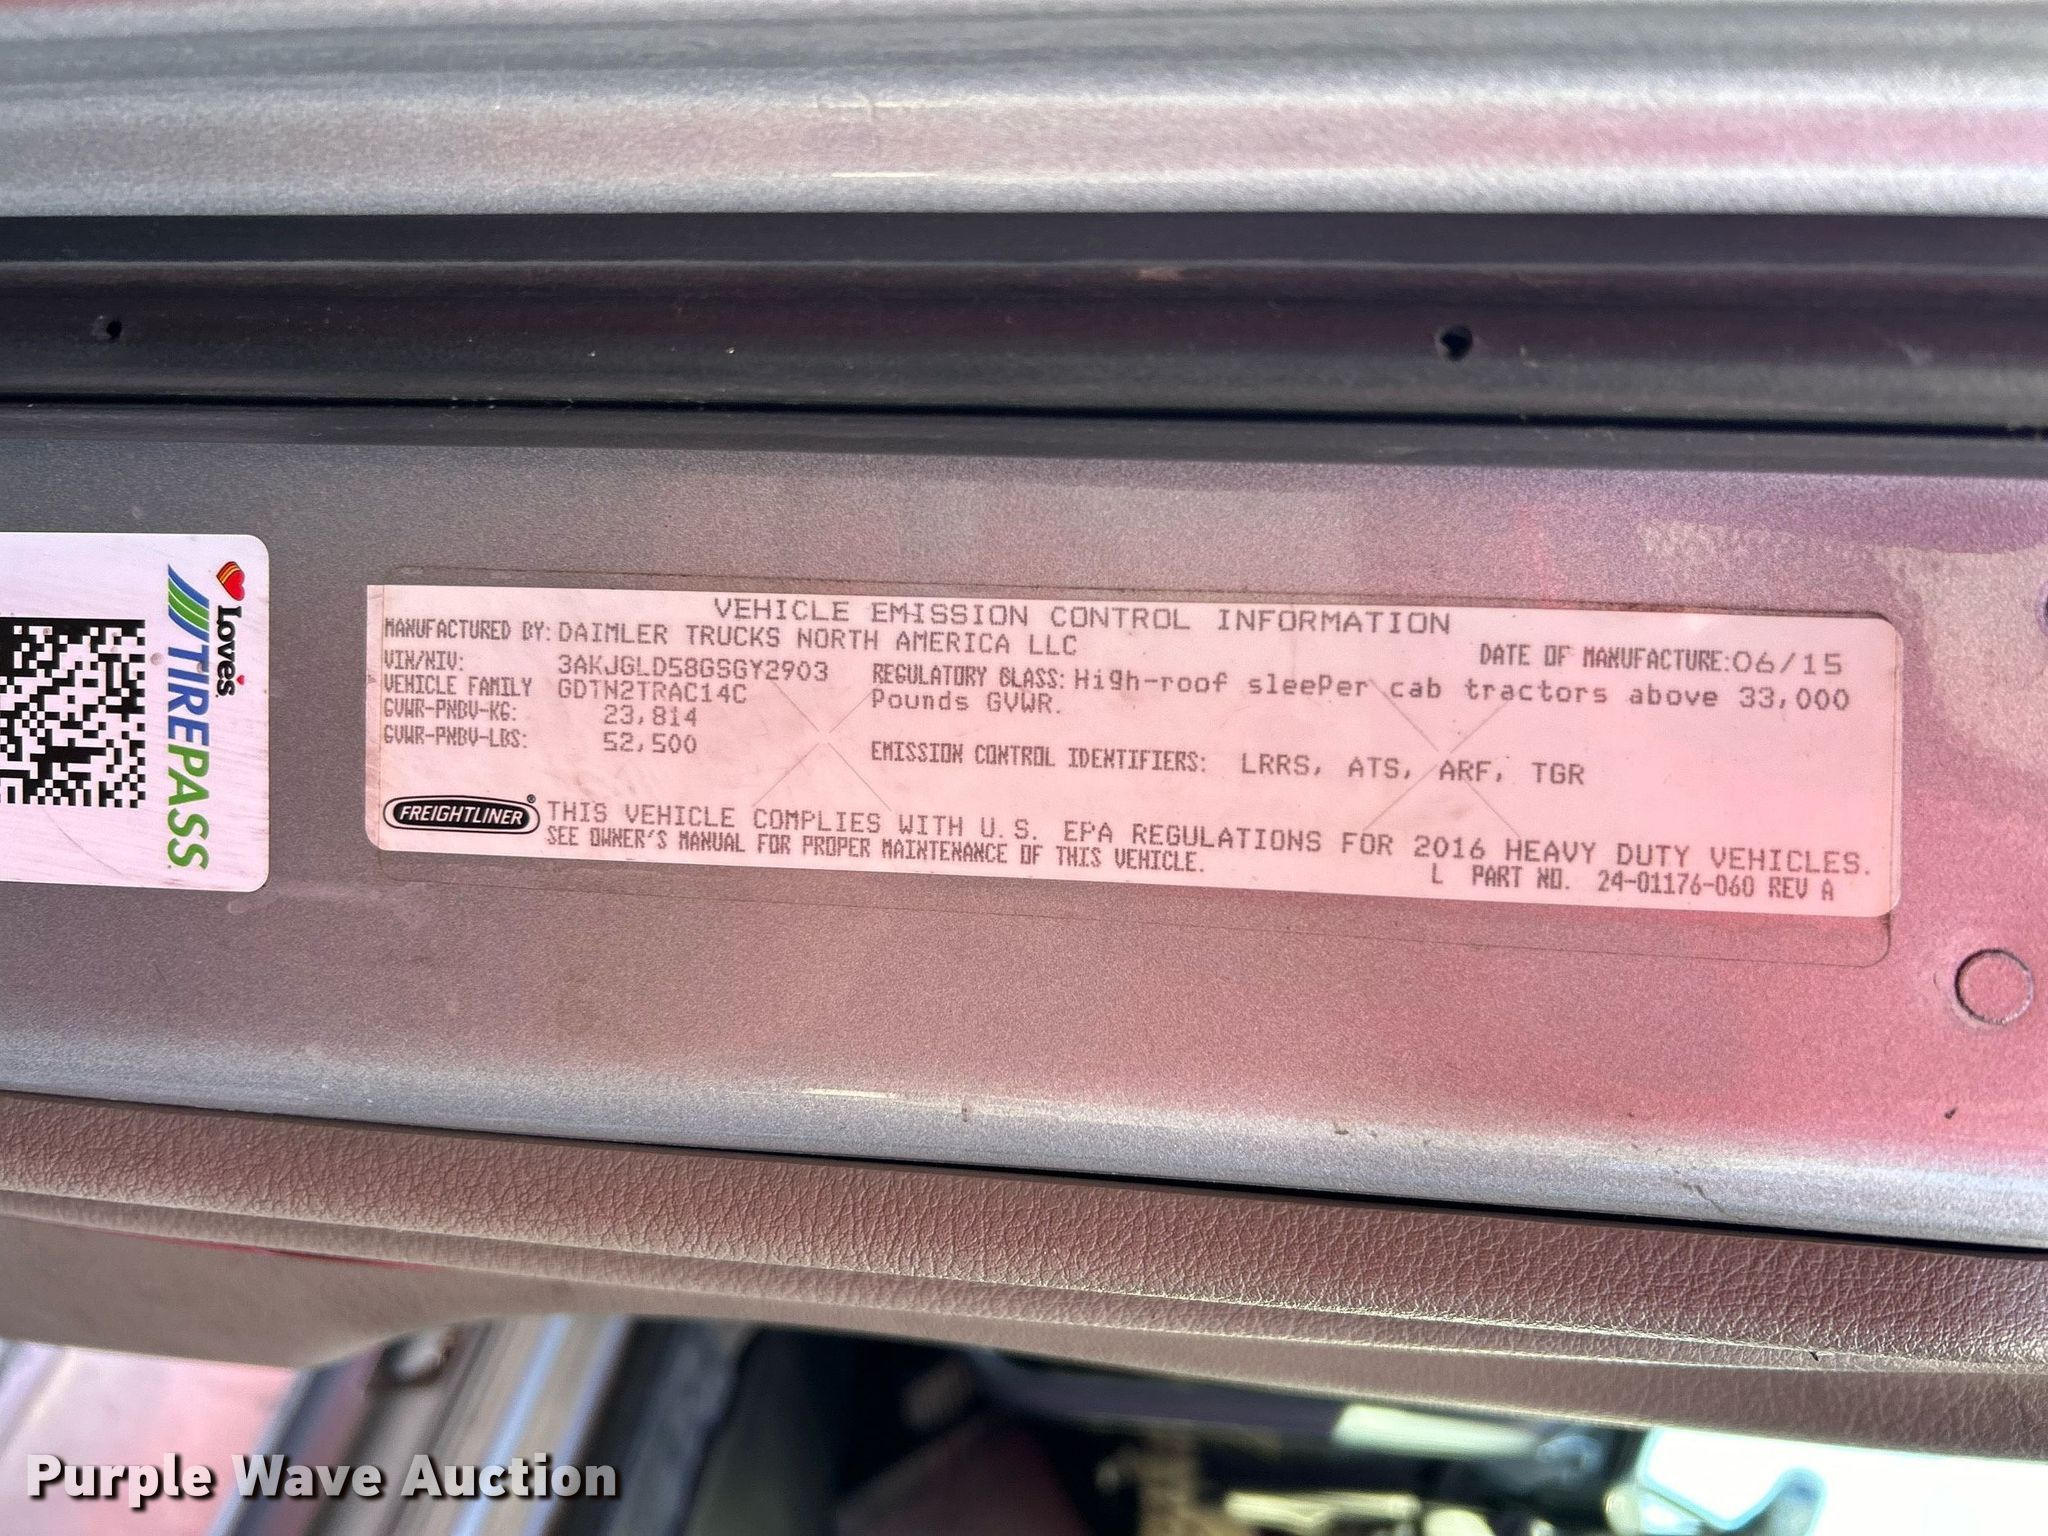 VEHICLE EMISSION CONTROL INFORMATION
MANUFACTURED BY: DAIMLER TRUCKS NORTH AMERICA LLC
DATE OF MANUFACTURE: 06/15
VIN/NIV: 3AKJGLD58GSGY2903
VEHICLE FAMILY GDTN2TRAC14C
GVWR-PNBV-KG: 23,814
GVWR-PNBV-LBS: 52,500
REGULATORY CLASS: High-roof sleePer cab tractors above 33,000
Pounds GVWR.
EMISSION CONTROL IDENTIFIERS: LRRS, ATS, ARF, TGR
FREIGHTLINER®
THIS VEHICLE COMPLIES WITH U.S. EPA REGULATIONS FOR 2016 HEAVY DUTY VEHICLES.
SEE OWNER'S MANUAL FOR PROPER MAINTENANCE OF THIS VEHICLE.
L PART NO. 24-01176-060 REV A
Love's
TIREPASS
Purple Wave Auction